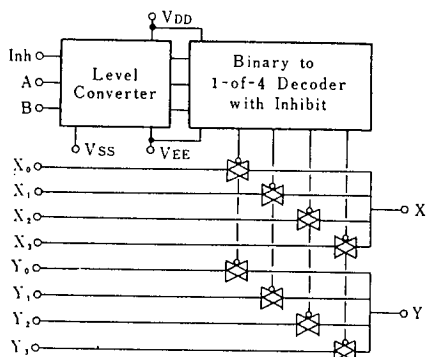 VDD
Inh
A
B
Level
Converter
Binary to
1-of-4 Decoder
with Inhibit
VSS
VEE
X₀
X₁
X₂
X₃
X
Y₀
Y₁
Y₂
Y₃
Y